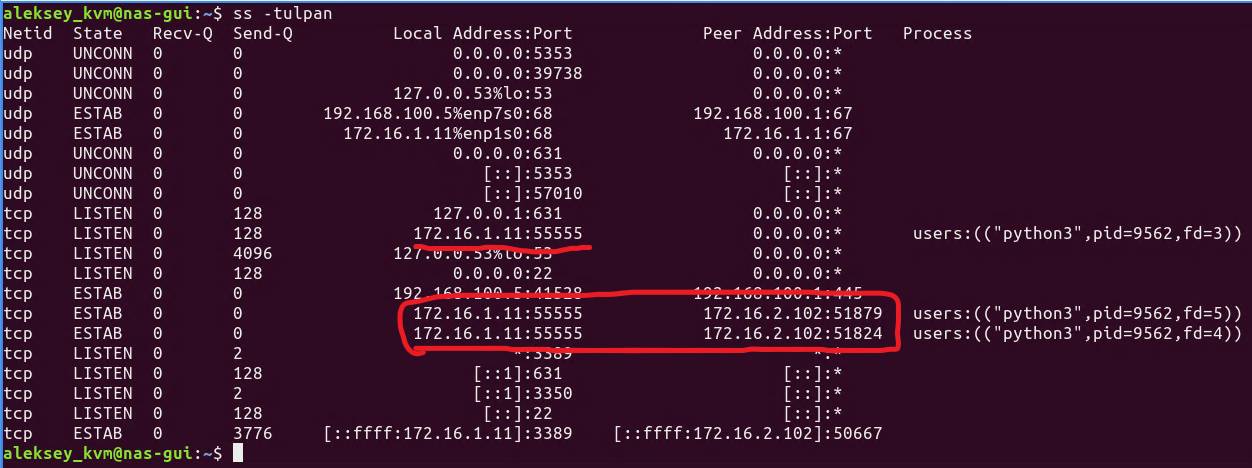 aleksey_kvm@nas-gui:~$ ss -tulpan
Netid State Recv-Q Send-Q Local Address:Port Peer Address:Port Process
udp UNCONN 0 0 0.0.0.0:5353 0.0.0.0:*
udp UNCONN 0 0 0.0.0.0:39738 0.0.0.0:*
udp UNCONN 0 0 127.0.0.53%lo:53 0.0.0.0:*
udp ESTAB 0 0 192.168.100.5%enp7s0:68 192.168.100.1:67
udp ESTAB 0 0 172.16.1.11%enp1s0:68 172.16.1.1:67
udp UNCONN 0 0 0.0.0.0:631 0.0.0.0:*
udp UNCONN 0 0 [::]:5353 [::]:*
udp UNCONN 0 0 [::]:57010 [::]:*
tcp LISTEN 0 128 127.0.0.1:631 0.0.0.0:*
tcp LISTEN 0 128 172.16.1.11:55555 0.0.0.0:* users:(("python3",pid=9562,fd=3))
tcp LISTEN 0 4096 127.0.0.53%lo:53 0.0.0.0:*
tcp LISTEN 0 128 0.0.0.0:22 0.0.0.0:*
tcp ESTAB 0 0 192.168.100.5:41528 192.168.100.1:445
tcp ESTAB 0 0 172.16.1.11:55555 172.16.2.102:51879 users:(("python3",pid=9562,fd=5))
tcp ESTAB 0 0 172.16.1.11:55555 172.16.2.102:51824 users:(("python3",pid=9562,fd=4))
tcp LISTEN 0 2 *:3389 *:*
tcp LISTEN 0 128 [::1]:631 [::]:*
tcp LISTEN 0 2 [::1]:3350 [::]:*
tcp LISTEN 0 128 [::]:22 [::]:*
tcp ESTAB 0 3776 [::ffff:172.16.1.11]:3389 [::ffff:172.16.2.102]:50667
aleksey_kvm@nas-gui:~$